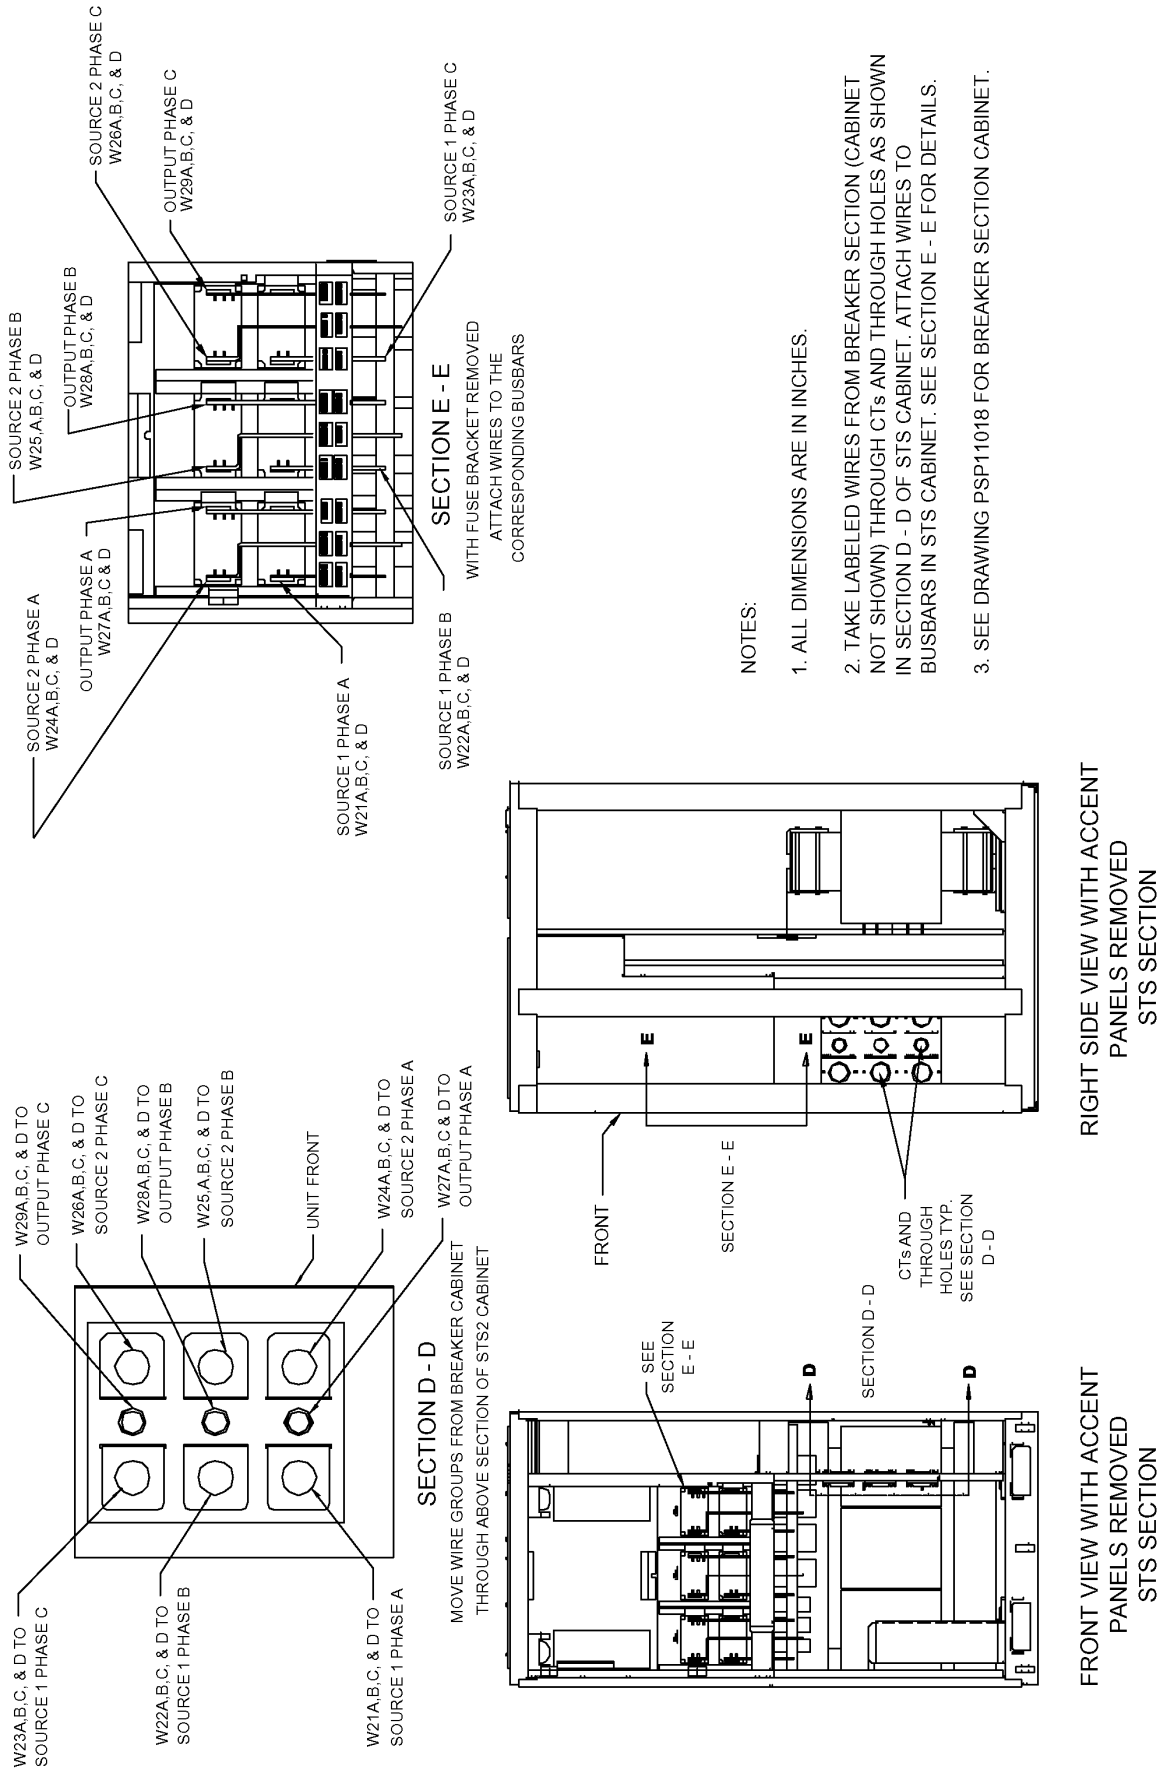 W23A,B,C, & D TO
SOURCE 1 PHASE C
W22A,B,C, & D TO
SOURCE 1 PHASE B
W21A,B,C, & D TO
SOURCE 1 PHASE A
W29A,B,C, & D TO
OUTPUT PHASE C
W26A,B,C, & D TO
SOURCE 2 PHASE C
W28A,B,C, & D TO
OUTPUT PHASE B
W25,A,B,C, & D TO
SOURCE 2 PHASE B
UNIT FRONT
W24A,B,C, & D TO
SOURCE 2 PHASE A
W27A,B,C & D TO
OUTPUT PHASE A
SECTION D - D
MOVE WIRE GROUPS FROM BREAKER CABINET
THROUGH ABOVE SECTION OF STS2 CABINET
SOURCE 2 PHASE A
W24A,B,C, & D
OUTPUT PHASE A
W27A,B,C & D
SOURCE 2 PHASE B
W25,A,B,C, & D
OUTPUT PHASE B
W28A,B,C, & D
SOURCE 2 PHASE C
W26A,B,C, & D
OUTPUT PHASE C
W29A,B,C, & D
SOURCE 1 PHASE A
W21A,B,C, & D
SOURCE 1 PHASE B
W22A,B,C, & D
SOURCE 1 PHASE C
W23A,B,C, & D
SECTION E - E
WITH FUSE BRACKET REMOVED
ATTACH WIRES TO THE
CORRESPONDING BUSBARS
SEE
SECTION
E - E
D
SECTION D - D
D
FRONT VIEW WITH ACCENT
PANELS REMOVED
STS SECTION
FRONT
E
E
SECTION E - E
CTs AND
THROUGH
HOLES TYP.
SEE SECTION
D - D
RIGHT SIDE VIEW WITH ACCENT
PANELS REMOVED
STS SECTION
NOTES:
1. ALL DIMENSIONS ARE IN INCHES.
2. TAKE LABELED WIRES FROM BREAKER SECTION (CABINET
NOT SHOWN) THROUGH CTs AND THROUGH HOLES AS SHOWN
IN SECTION D - D OF STS CABINET. ATTACH WIRES TO
BUSBARS IN STS CABINET. SEE SECTION E - E FOR DETAILS.
3. SEE DRAWING PSP11018 FOR BREAKER SECTION CABINET.